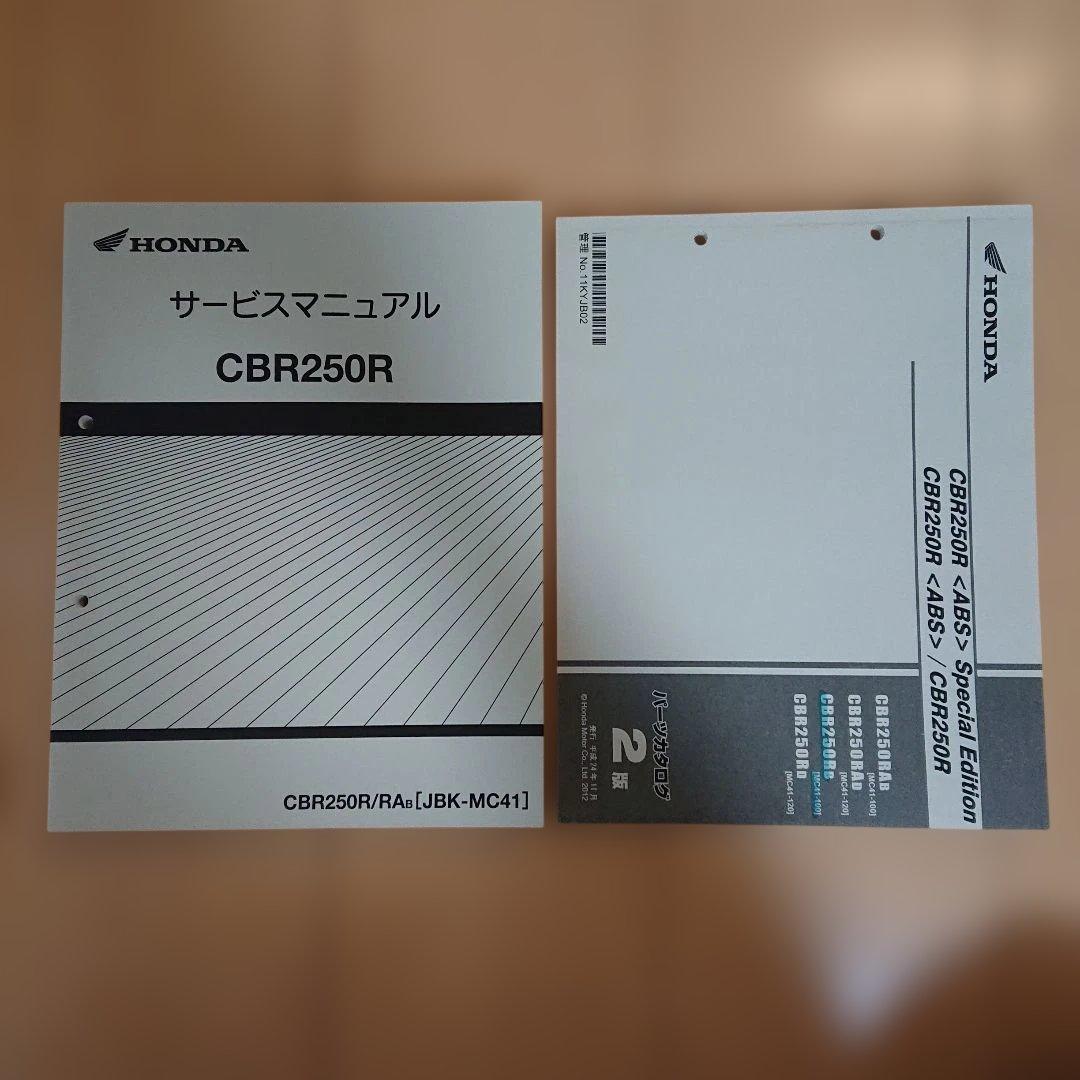 HONDA
サービスマニュアル
CBR250R
CBR250R/RAB [JBK-MC41]
HONDA
CBR250R <ABS> Special Edition
CBR250R <ABS> / CBR250R
CBR250RAB [MC41-100]
CBR250RAD [MC41-120]
CBR250RB [MC41-100]
CBR250RD [MC41-120]
パーツカタログ
2版
発行 平成24年11月
© Honda Motor Co., Ltd. 2012
管理 No.11KYJB02